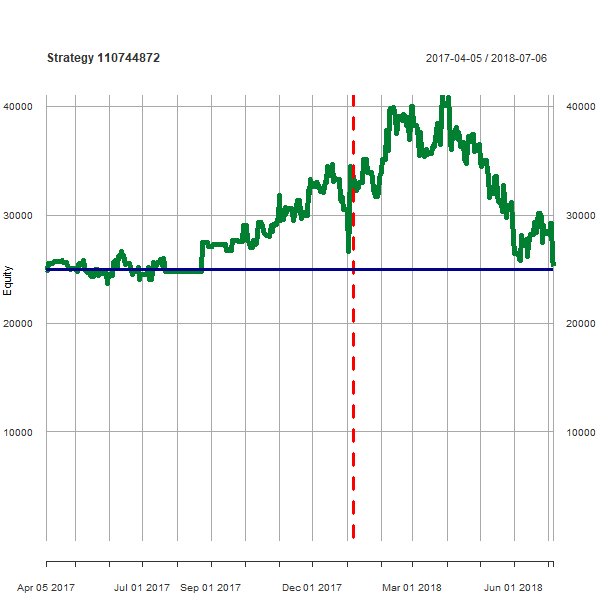 Strategy 110744872
2017-04-05 / 2018-07-06
40000 40000
30000 30000
Equity
20000 20000
10000 10000
Apr 05 2017 Jul 01 2017 Sep 01 2017 Dec 01 2017 Mar 01 2018 Jun 01 2018